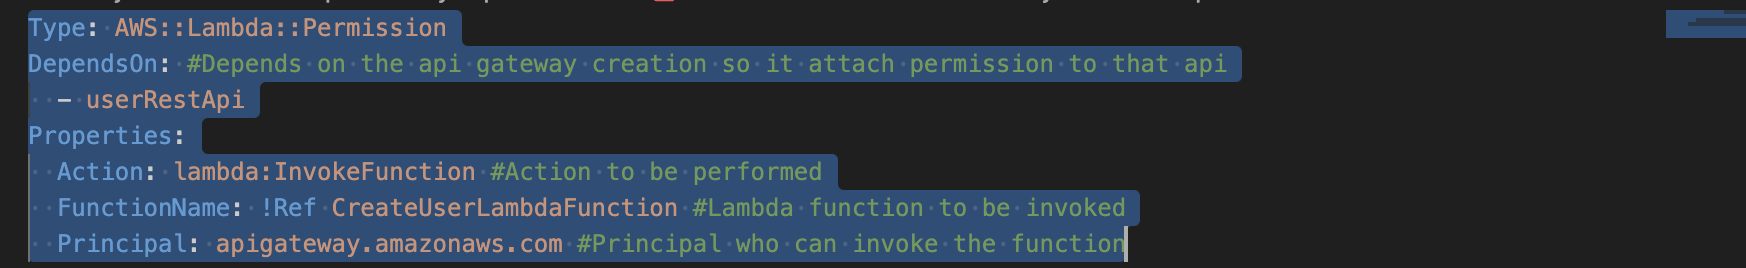 Type: AWS::Lambda::Permission
DependsOn: #Depends on the api gateway creation so it attach permission to that api
  - userRestApi
Properties:
  Action: lambda:InvokeFunction #Action to be performed
  FunctionName: !Ref CreateUserLambdaFunction #Lambda function to be invoked
  Principal: apigateway.amazonaws.com #Principal who can invoke the function